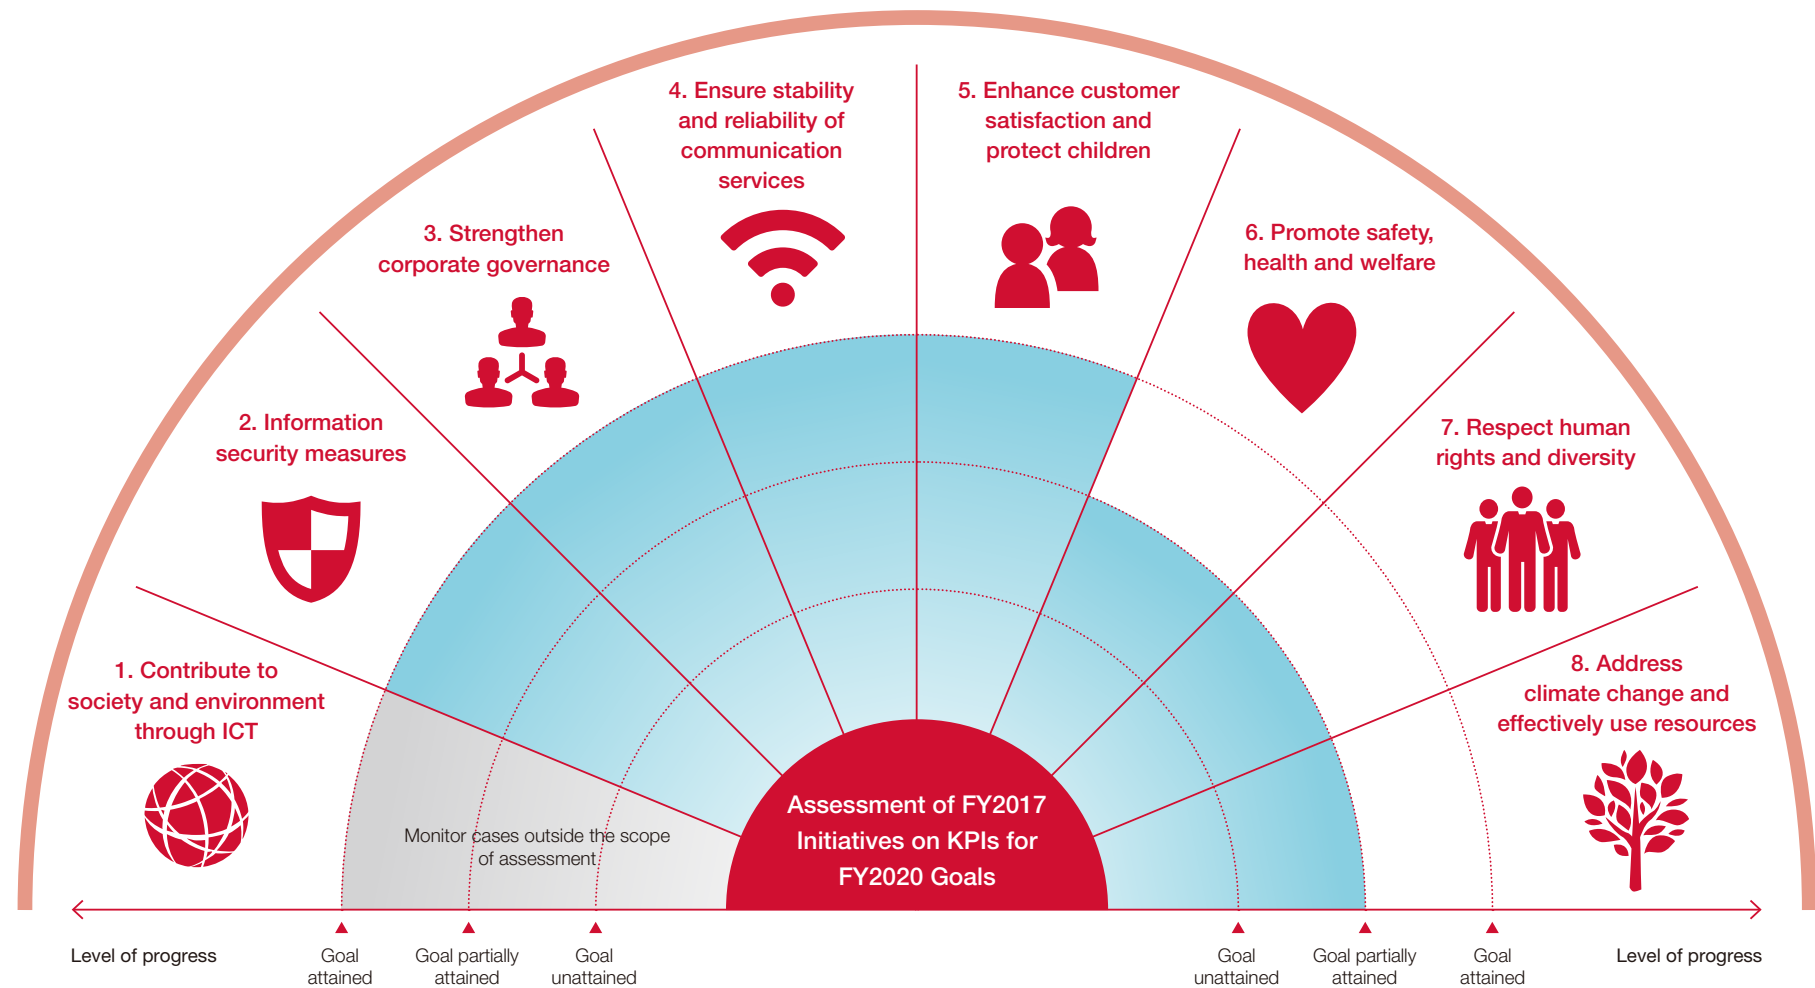 4. Ensure stability
and reliability of
communication
services
5. Enhance customer
satisfaction and
protect children
3. Strengthen
corporate governance
6. Promote safety,
health and welfare
2. Information
security measures
7. Respect human
rights and diversity
1. Contribute to
society and environment
through ICT
8. Address
climate change and
effectively use resources
Monitor cases outside the scope
of assessment
Assessment of FY2017
Initiatives on KPIs for
FY2020 Goals
Level of progress
Goal
attained
Goal partially
attained
Goal
unattained
Goal
unattained
Goal partially
attained
Goal
attained
Level of progress